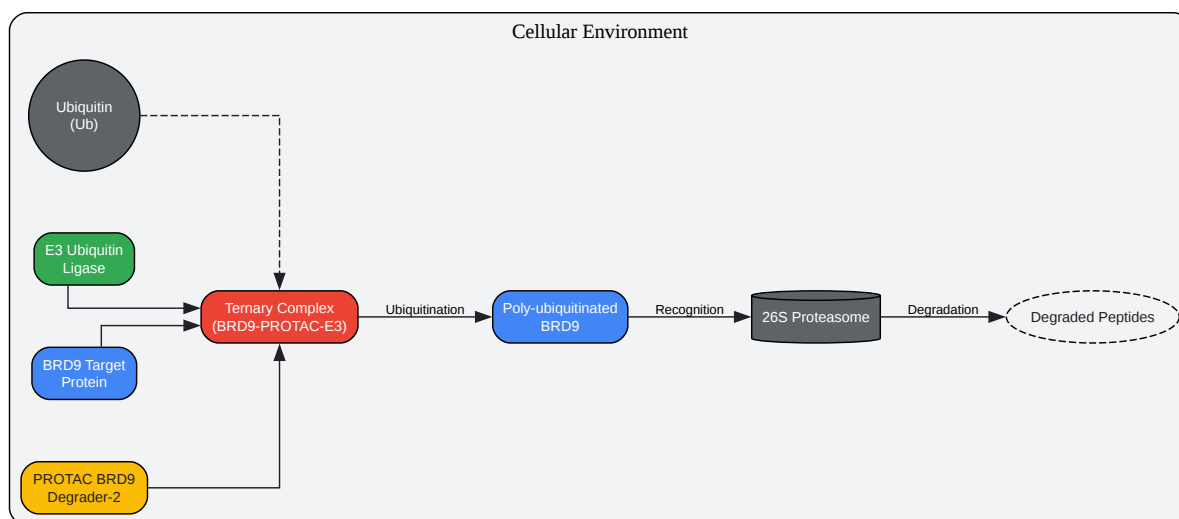 Cellular Environment
Ubiquitin
(Ub)
E3 Ubiquitin
Ligase
BRD9 Target
Protein
PROTAC BRD9
Degrader-2
Ternary Complex
(BRD9-PROTAC-E3)
Ubiquitination
Poly-ubiquitinated
BRD9
Recognition
26S Proteasome
Degradation
Degraded Peptides